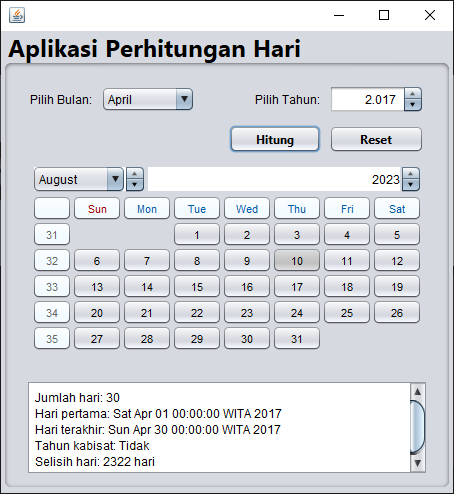 Aplikasi Perhitungan Hari
Pilih Bulan: April Pilih Tahun: 2.017
Hitung Reset
August 2023
Sun Mon Tue Wed Thu Fri Sat
31 1 2 3 4 5
32 6 7 8 9 10 11 12
33 13 14 15 16 17 18 19
34 20 21 22 23 24 25 26
35 27 28 29 30 31
Jumlah hari: 30
Hari pertama: Sat Apr 01 00:00:00 WITA 2017
Hari terakhir: Sun Apr 30 00:00:00 WITA 2017
Tahun kabisat: Tidak
Selisih hari: 2322 hari